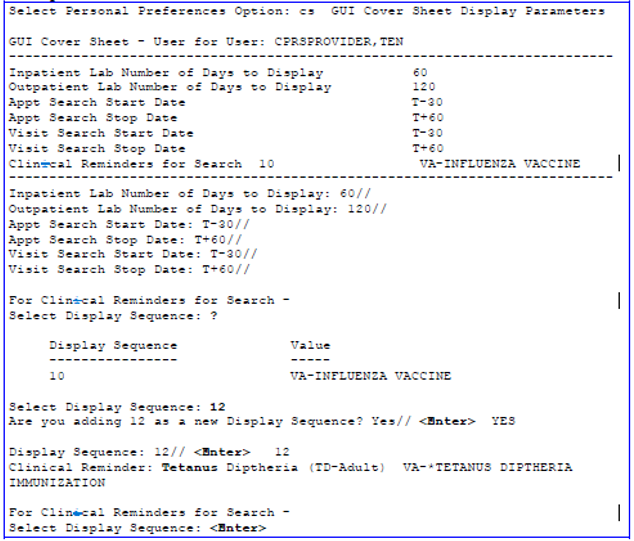 Select Personal Preferences Option: cs  GUI Cover Sheet Display Parameters
GUI Cover Sheet - User for User: CPRSPROVIDER,TEN
--------------------------------------------------------------------------
Inpatient Lab Number of Days to Display          60
Outpatient Lab Number of Days to Display         120
Appt Search Start Date                           T-30
Appt Search Stop Date                            T+60
Visit Search Start Date                          T-30
Visit Search Stop Date                           T+60
Clinical Reminders for Search  10                 VA-INFLUENZA VACCINE
--------------------------------------------------------------------------
Inpatient Lab Number of Days to Display: 60//
Outpatient Lab Number of Days to Display: 120//
Appt Search Start Date: T-30//
Appt Search Stop Date: T+60//
Visit Search Start Date: T-30//
Visit Search Stop Date: T+60//
For Clinical Reminders for Search -
Select Display Sequence: ?
Display Sequence              Value
----------------              -----
10                            VA-INFLUENZA VACCINE
Select Display Sequence: 12
Are you adding 12 as a new Display Sequence? Yes// <Enter>  YES
Display Sequence: 12// <Enter>   12
Clinical Reminder: Tetanus Diptheria (TD-Adult)  VA-*TETANUS DIPTHERIA
IMMUNIZATION
For Clinical Reminders for Search -
Select Display Sequence: <Enter>